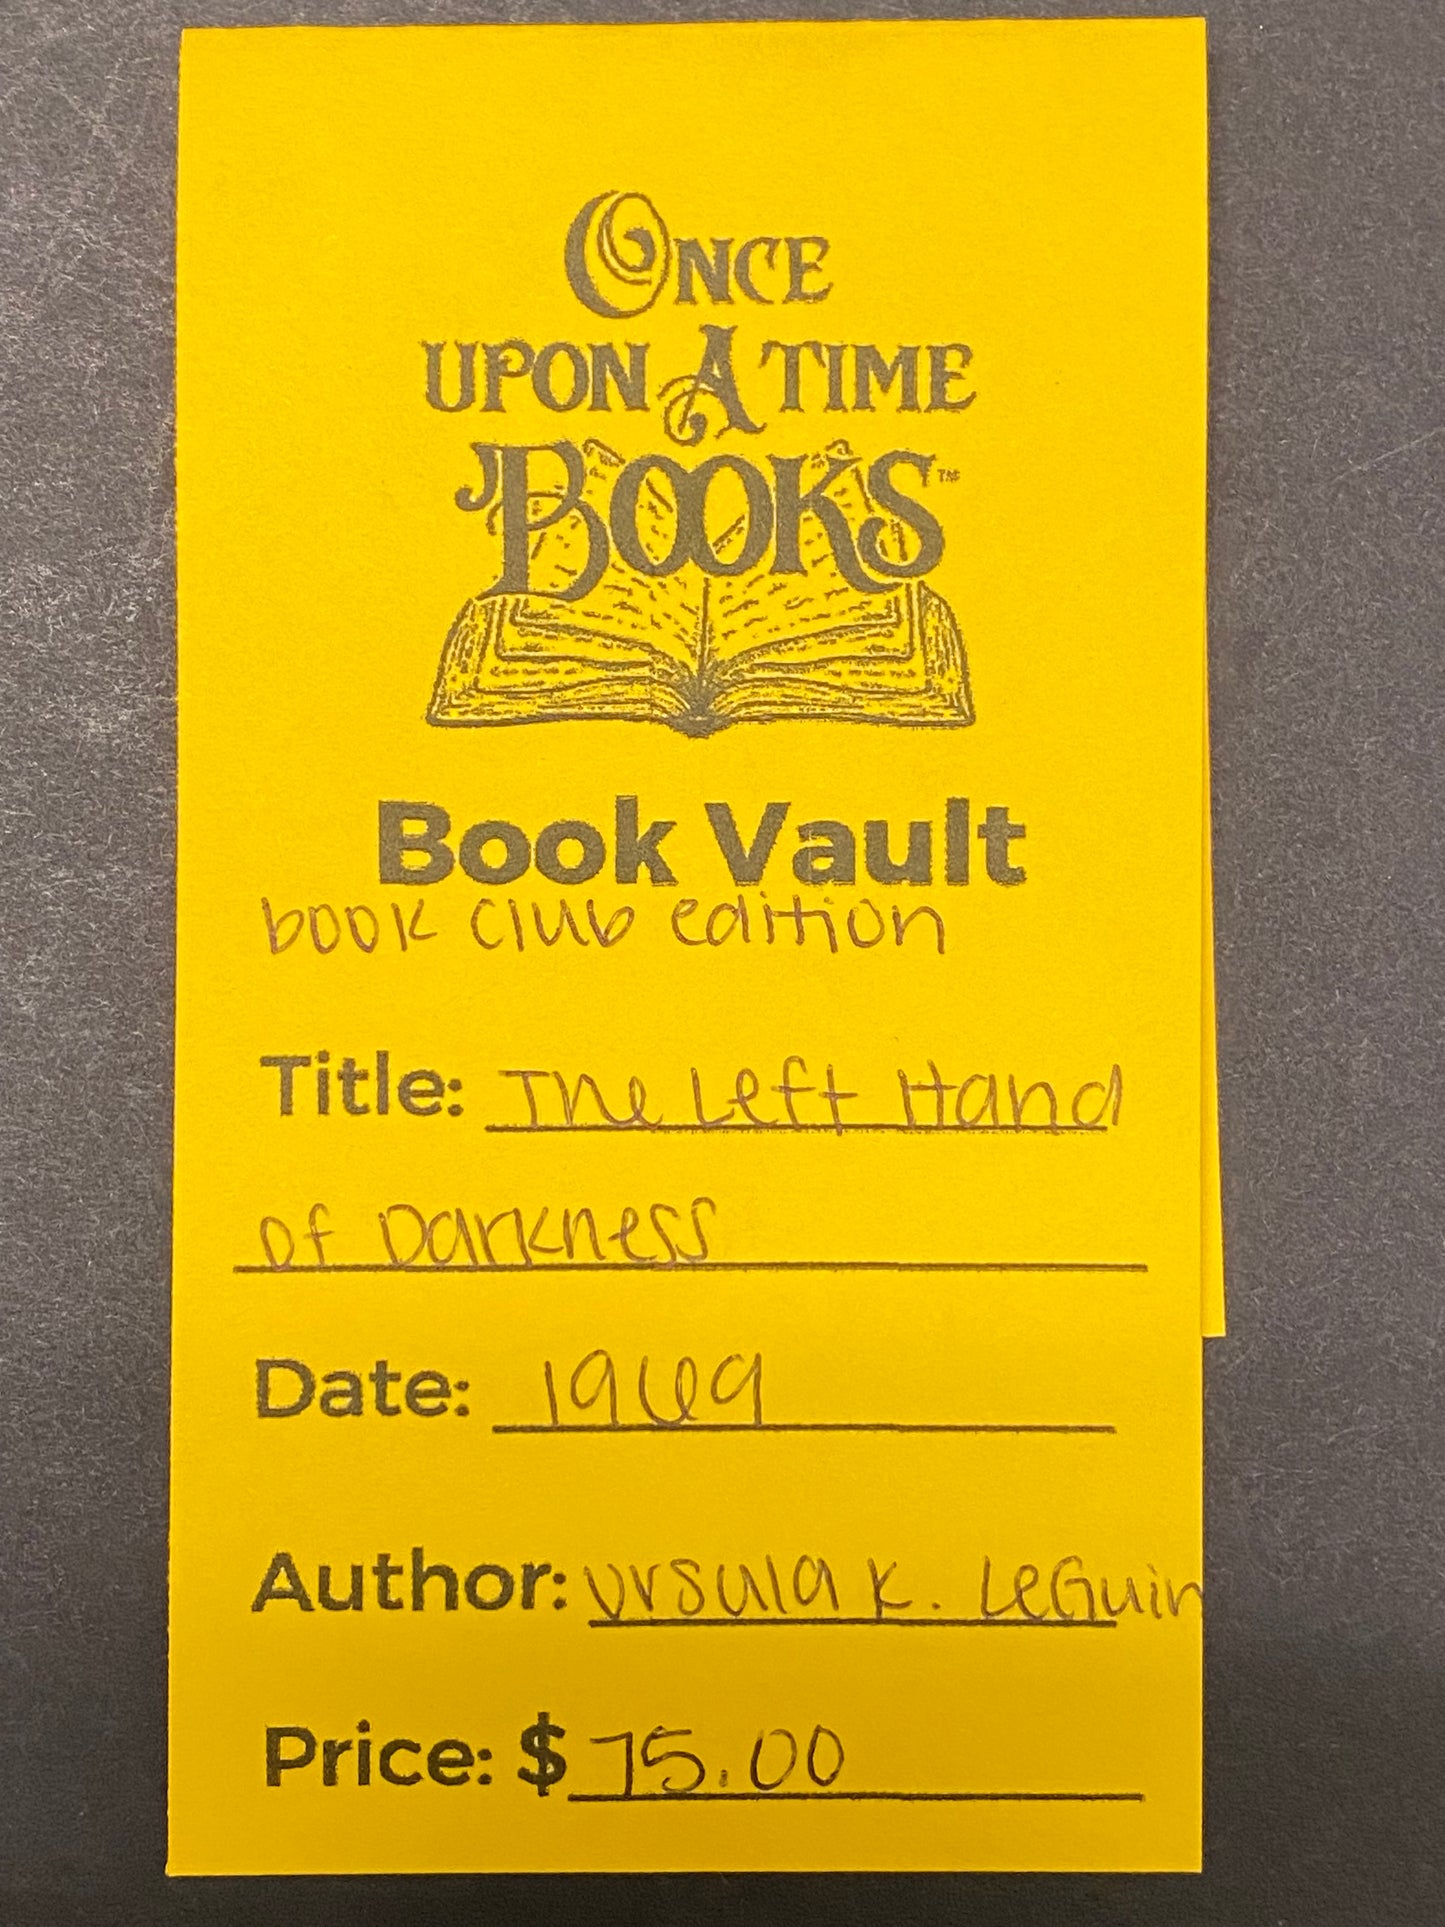 ONCE
UPON A TIME
BOOKS™
Book Vault
book club edition
Title: The Left Hand
of Darkness
Date: 1969
Author: Ursula K. LeGuin
Price: $ 75.00